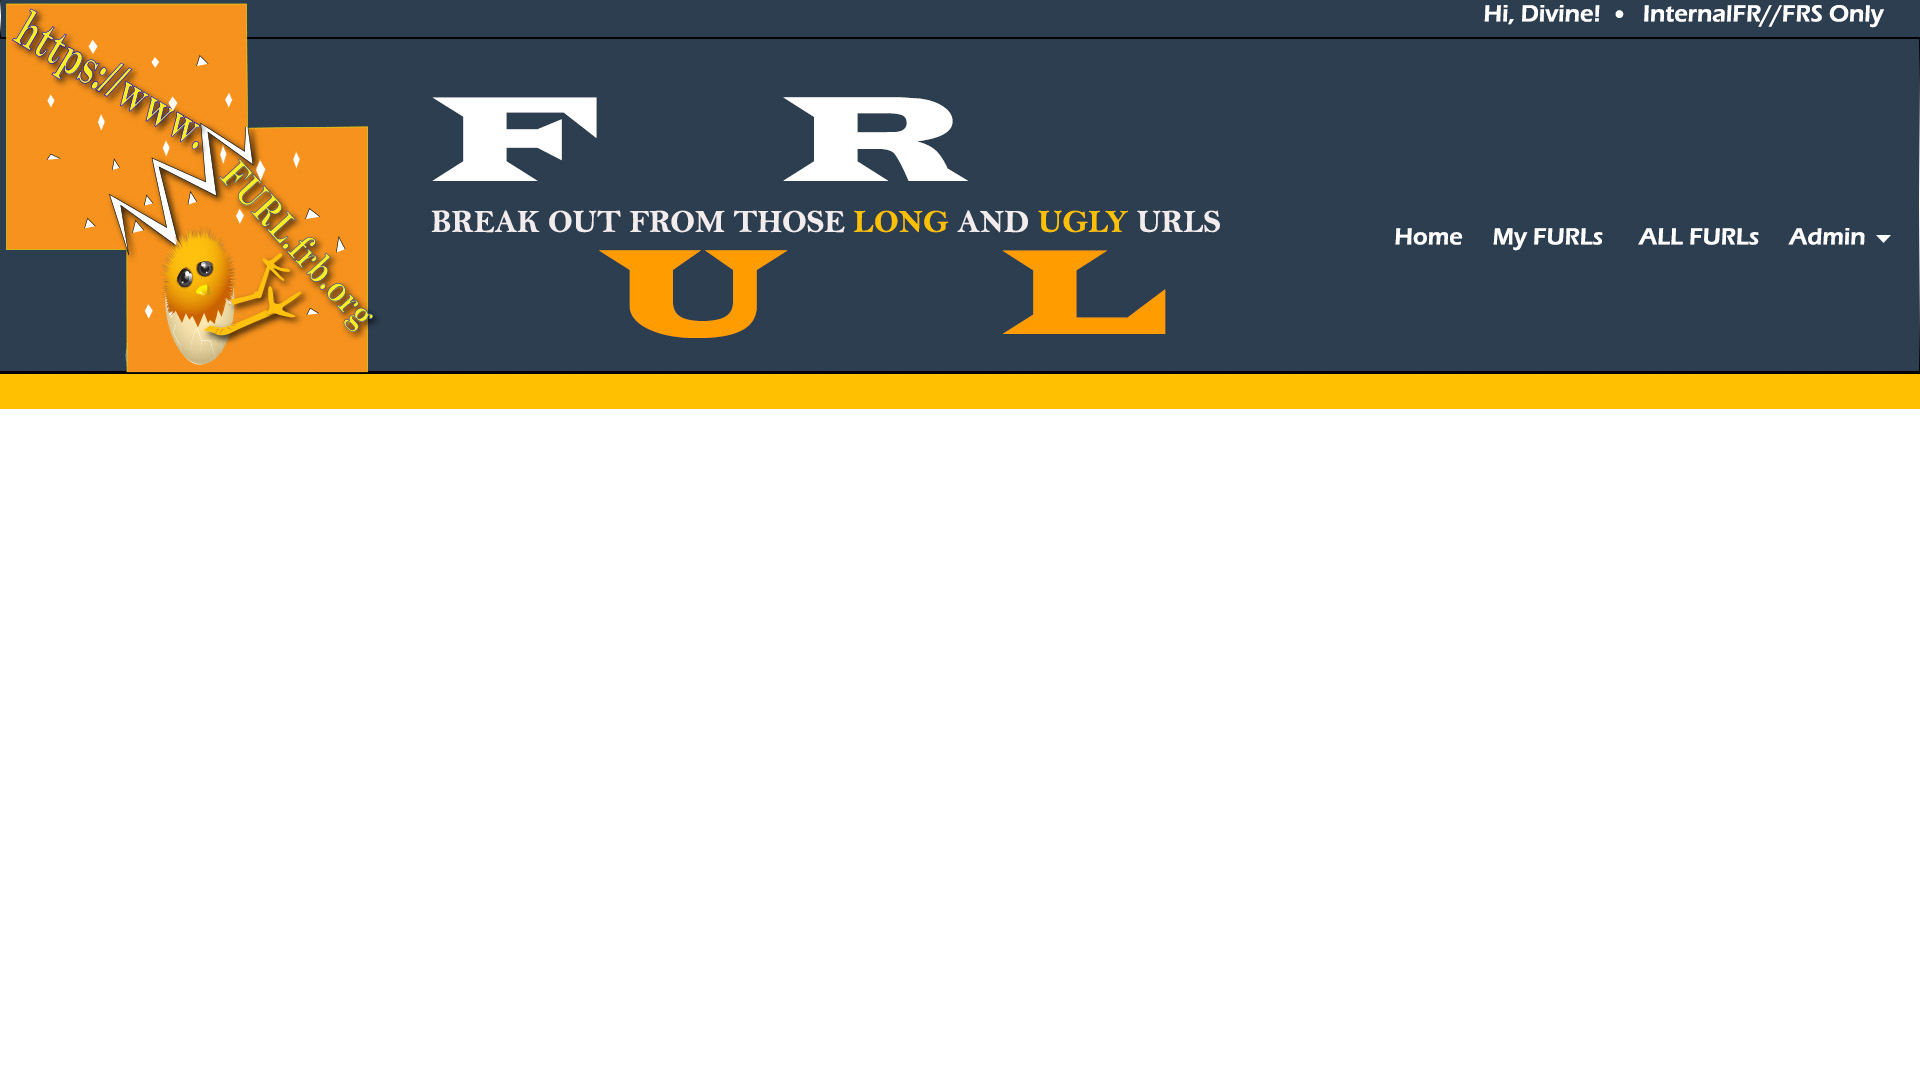 Hi, Divine! • InternalFR//FRS Only
https://www.
FURL.frb.org
F R
BREAK OUT FROM THOSE LONG AND UGLY URLS
U L
Home My FURLs ALL FURLs Admin